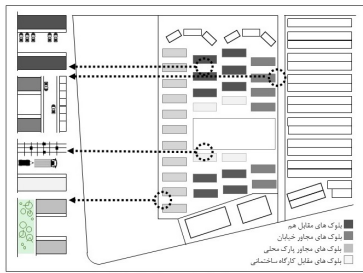 بلوک های مقابل هم
بلوک های مجاور خیابان
بلوک های مجاور پارک محلی
بلوک های مقابل کارگاه ساختمانی